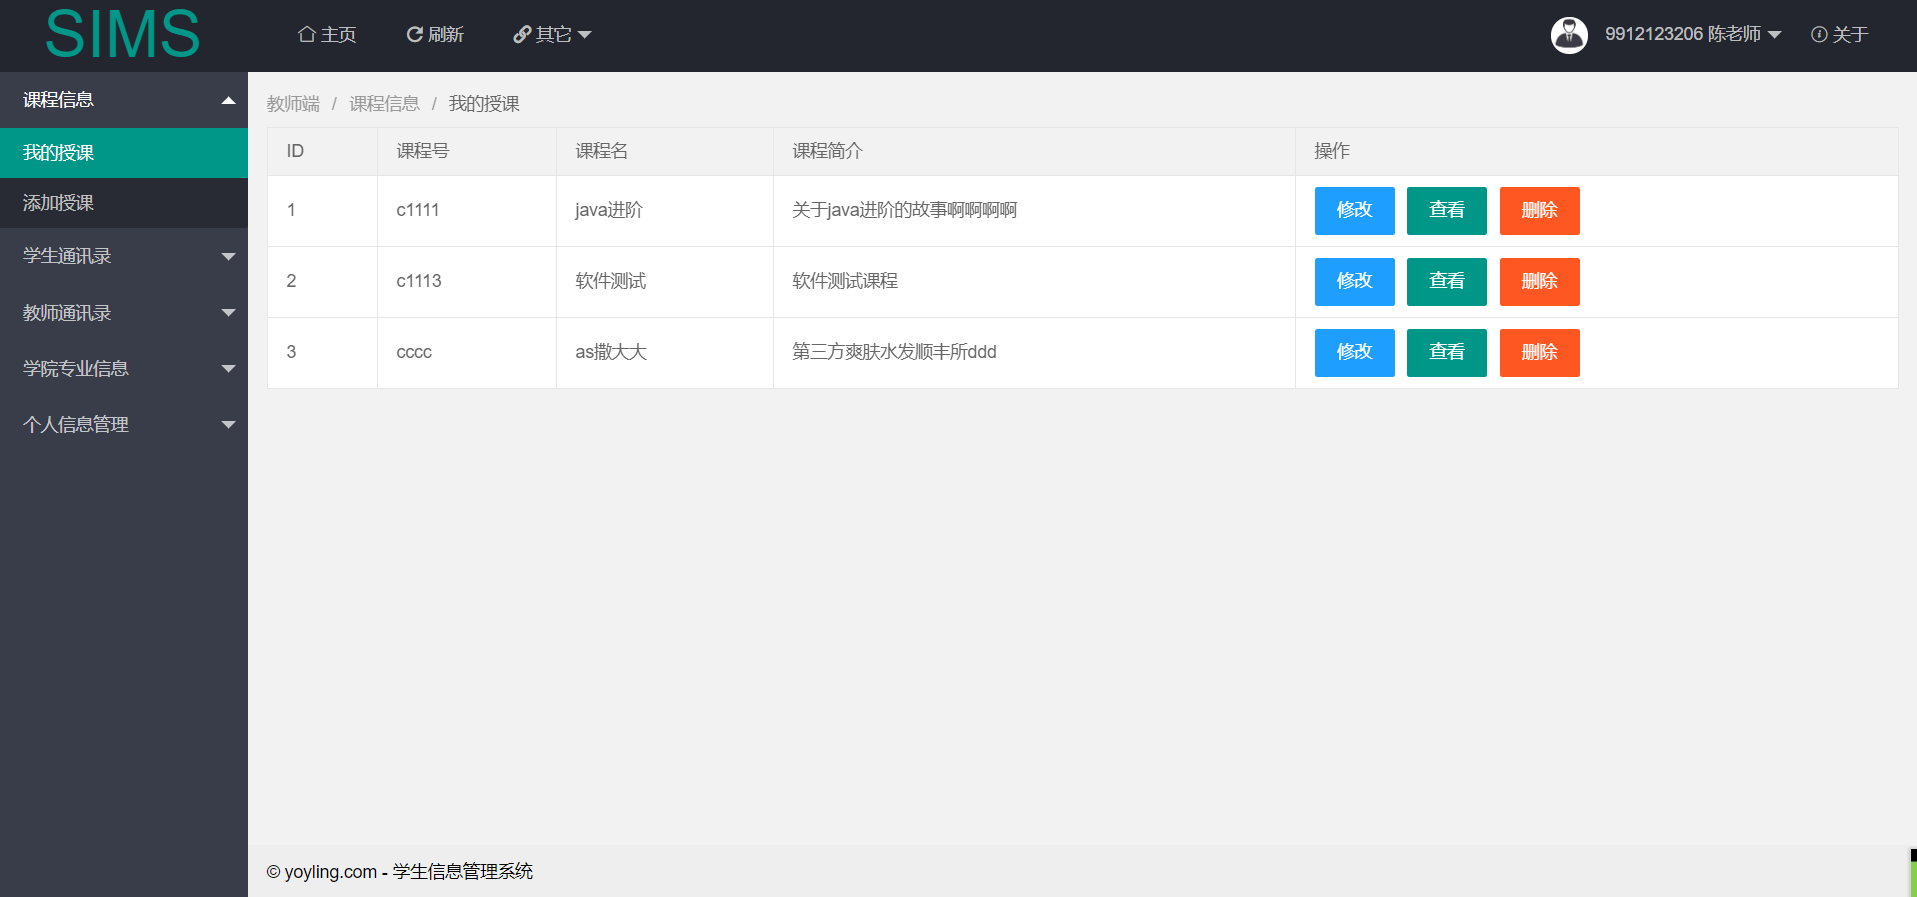 SIMS
主页 刷新 其它 9912123206 陈老师 关于
课程信息
我的授课
添加授课
学生通讯录
教师通讯录
学院专业信息
个人信息管理
教师端 / 课程信息 / 我的授课
ID 课程号 课程名 课程简介 操作
1 c1111 java进阶 关于java进阶的故事啊啊啊啊 修改 查看 删除
2 c1113 软件测试 软件测试课程 修改 查看 删除
3 cccc as撒大大 第三方爽肤水发顺丰所ddd 修改 查看 删除
© yoyling.com - 学生信息管理系统